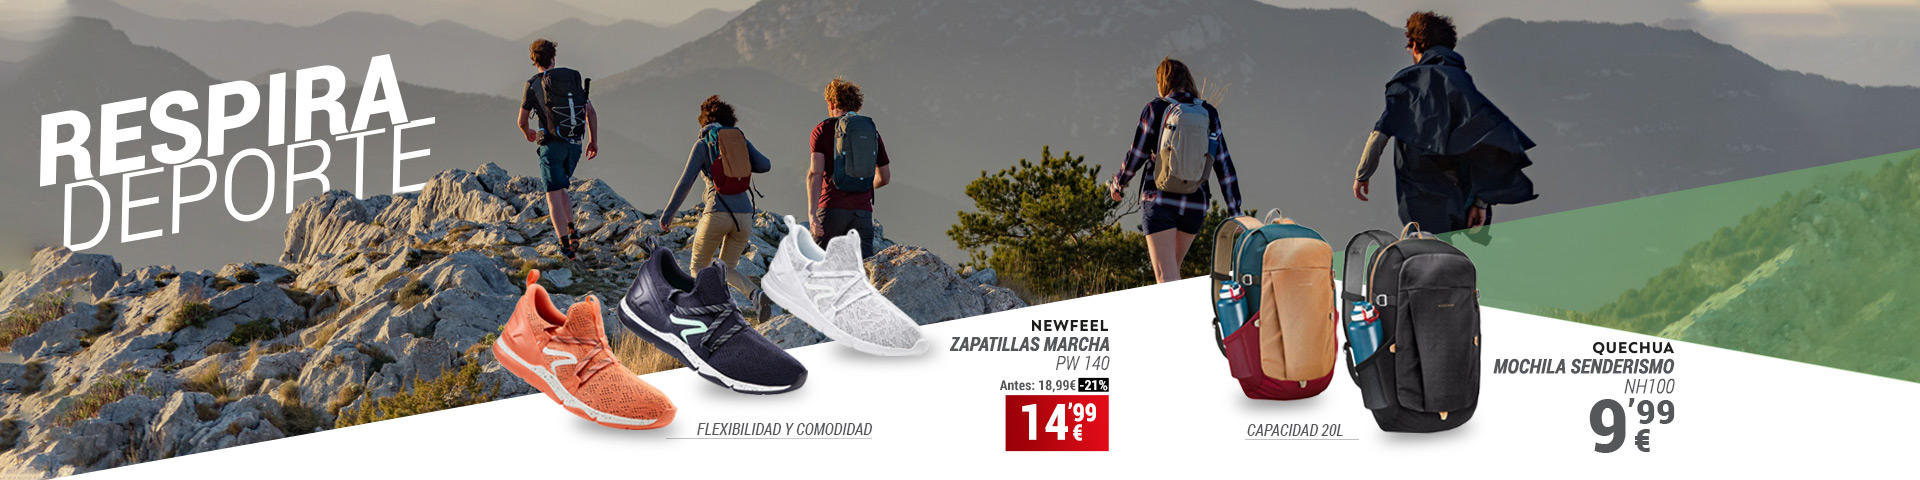 RESPIRA
DEPORTE
NEWFEEL
ZAPATILLAS MARCHA
PW 140
Antes: 18,99€ -21%
14'99€
FLEXIBILIDAD Y COMODIDAD
QUECHUA
MOCHILA SENDERISMO
NH100
9'99€
CAPACIDAD 20L